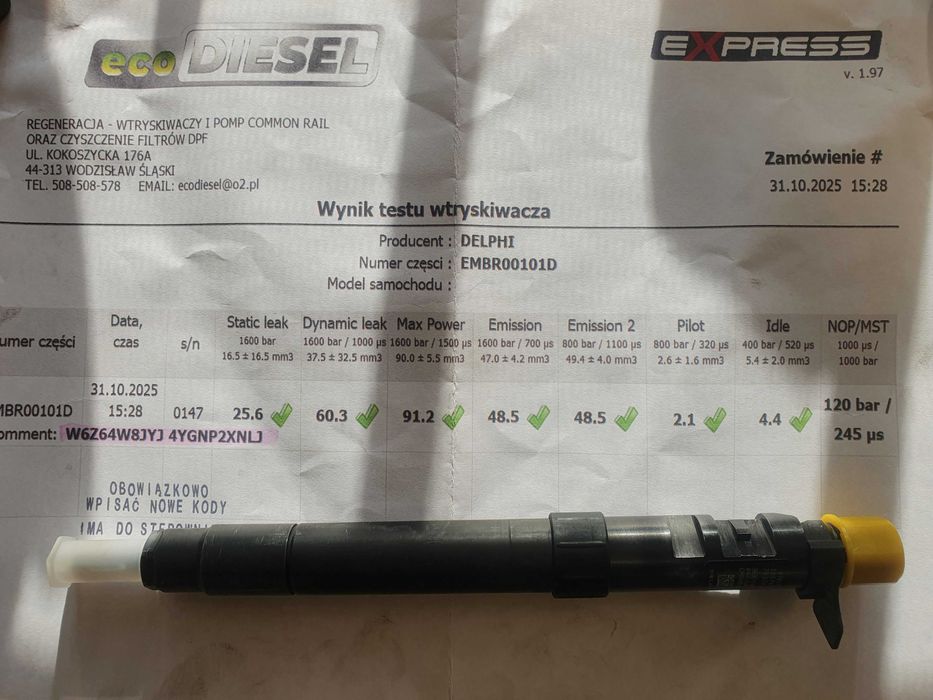 eco DIESEL
EXPRESS
v. 1.97
REGENERACJA - WTRYSKIWACZY I POMP COMMON RAIL
ORAZ CZYSZCZENIE FILTRÓW DPF
UL. KOKOSZYCKA 176A
44-313 WODZISŁAW ŚLĄSKI
TEL. 508-508-578 EMAIL: ecodiesel@o2.pl
Zamówienie #
31.10.2025 15:28
Wynik testu wtryskiwacza
Producent : DELPHI
Numer częsci : EMBR00101D
Model samochodu :
umer części Data, czas s/n Static leak Dynamic leak Max Power Emission Emission 2 Pilot Idle NOP/MST
1600 bar 1600 bar / 1000 µs 1600 bar / 1500 µs 1600 bar / 700 µs 800 bar / 1100 µs 800 bar / 320 µs 400 bar / 520 µs 1000 µs /
16.5 ± 16.5 mm3 37.5 ± 32.5 mm3 90.0 ± 5.5 mm3 47.0 ± 4.2 mm3 49.4 ± 4.0 mm3 2.6 ± 1.6 mm3 5.4 ± 2.0 mm3 1000 bar
31.10.2025
MBR00101D 15:28 0147 25.6 60.3 91.2 48.5 48.5 2.1 4.4 120 bar /
omment: W6Z64W8JYJ 4YGNP2XNLJ 245 µs
OBOWIĄZKOWO
WPISAĆ NOWE KODY
IMA DO